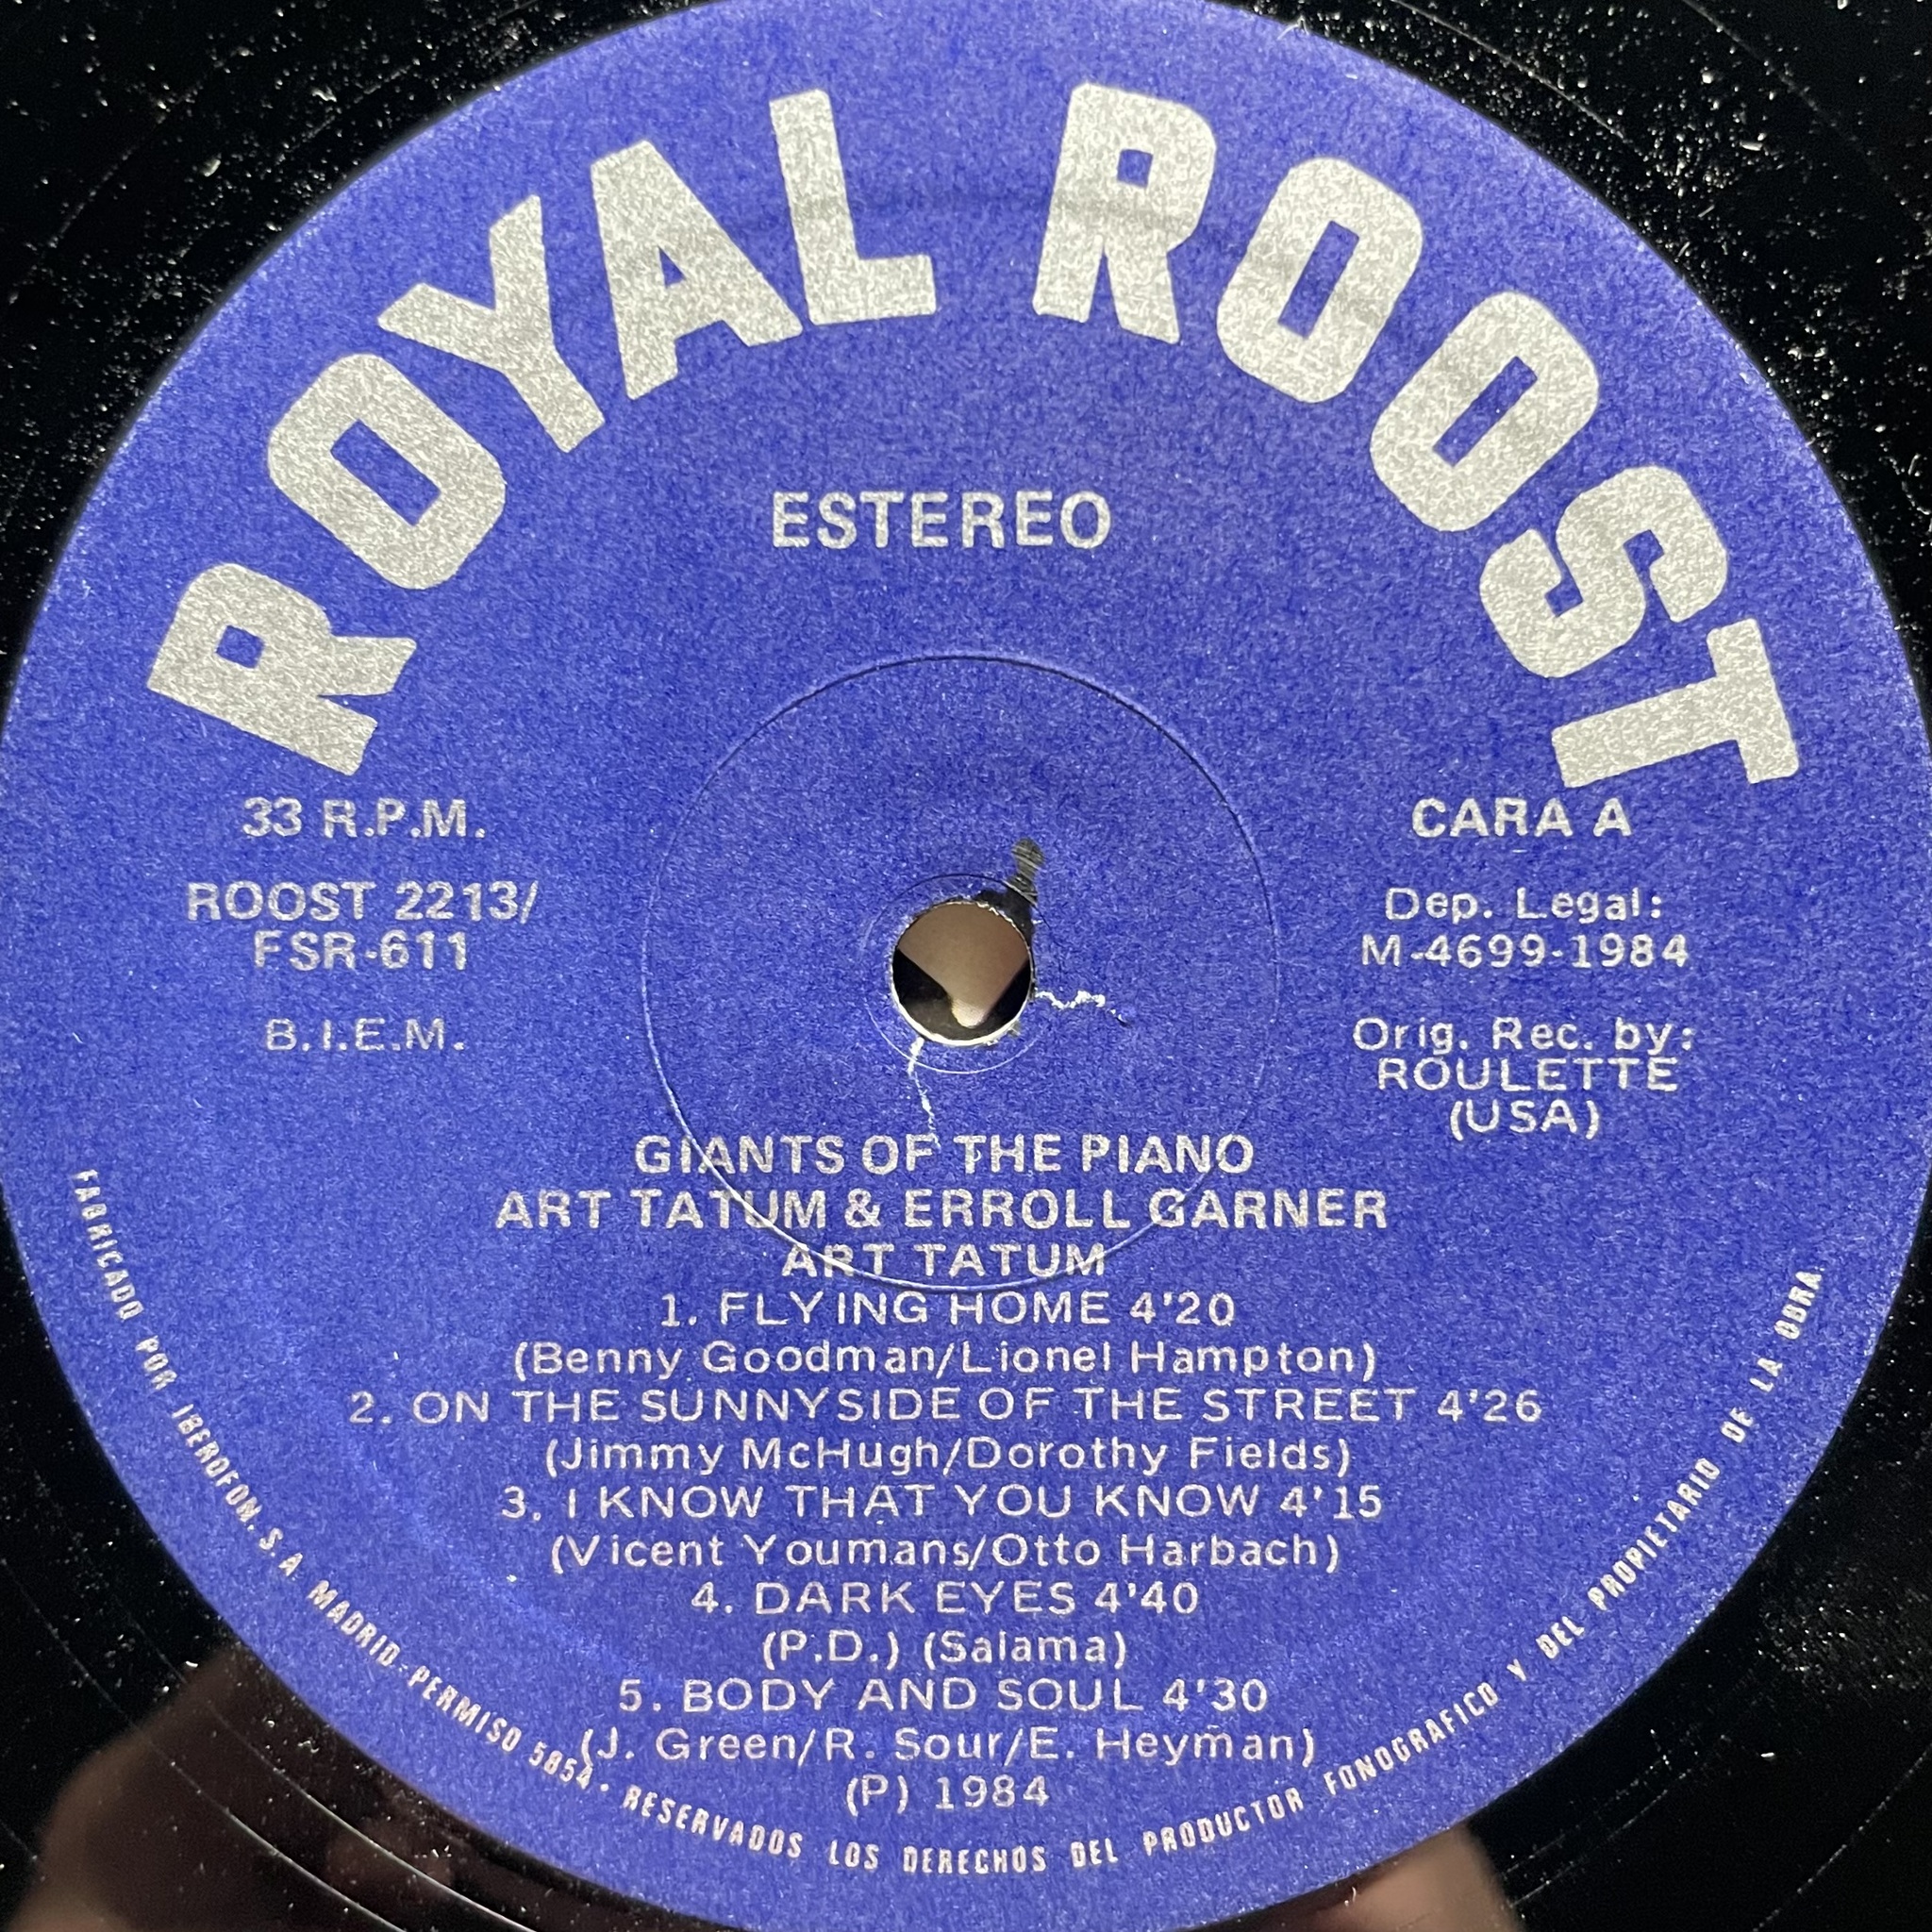 ROYAL ROOST
ESTEREO
33 R.P.M.
ROOST 2213/
FSR-611
B.I.E.M.
CARA A
Dep. Legal:
M-4699-1984
Orig. Rec. by:
ROULETTE
(USA)
GIANTS OF THE PIANO
ART TATUM & ERROLL GARNER
ART TATUM
1. FLYING HOME 4'20
(Benny Goodman/Lionel Hampton)
2. ON THE SUNNYSIDE OF THE STREET 4'26
(Jimmy McHugh/Dorothy Fields)
3. I KNOW THAT YOU KNOW 4'15
(Vicent Youmans/Otto Harbach)
4. DARK EYES 4'40
(P.D.) (Salama)
5. BODY AND SOUL 4'30
(J. Green/R. Sour/E. Heyman)
(P) 1984
FABRICADO POR IBEROFON, S.A. MADRID - PERMISO 5854 · RESERVADOS LOS DERECHOS DEL PRODUCTOR FONOGRAFICO Y DEL PROPIETARIO DE LA OBRA.